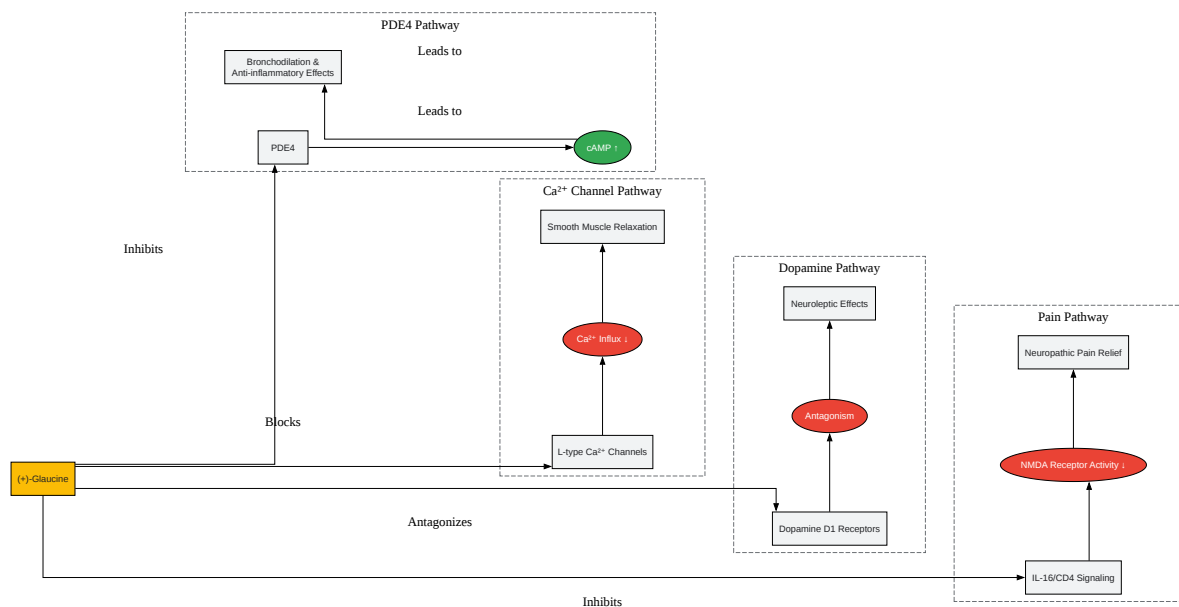 PDE4 Pathway
Leads to
Bronchodilation &
Anti-inflammatory Effects
Leads to
PDE4
cAMP ↑
Ca²⁺ Channel Pathway
Smooth Muscle Relaxation
Inhibits
Dopamine Pathway
Neuroleptic Effects
Pain Pathway
Ca²⁺ Influx ↓
Neuropathic Pain Relief
Antagonism
Blocks
L-type Ca²⁺ Channels
NMDA Receptor Activity ↓
(+)-Glaucine
Antagonizes
Dopamine D1 Receptors
IL-16/CD4 Signaling
Inhibits